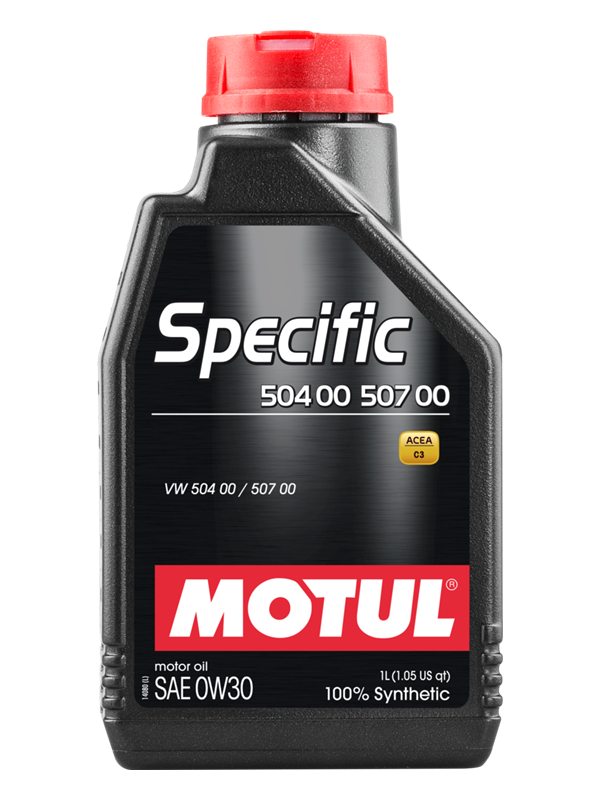 Specific
504 00 507 00
ACEA
C3
VW 504 00 / 507 00
MOTUL®
motor oil
SAE 0W30
1L (1.05 US qt)
100% Synthetic
14080 (L)